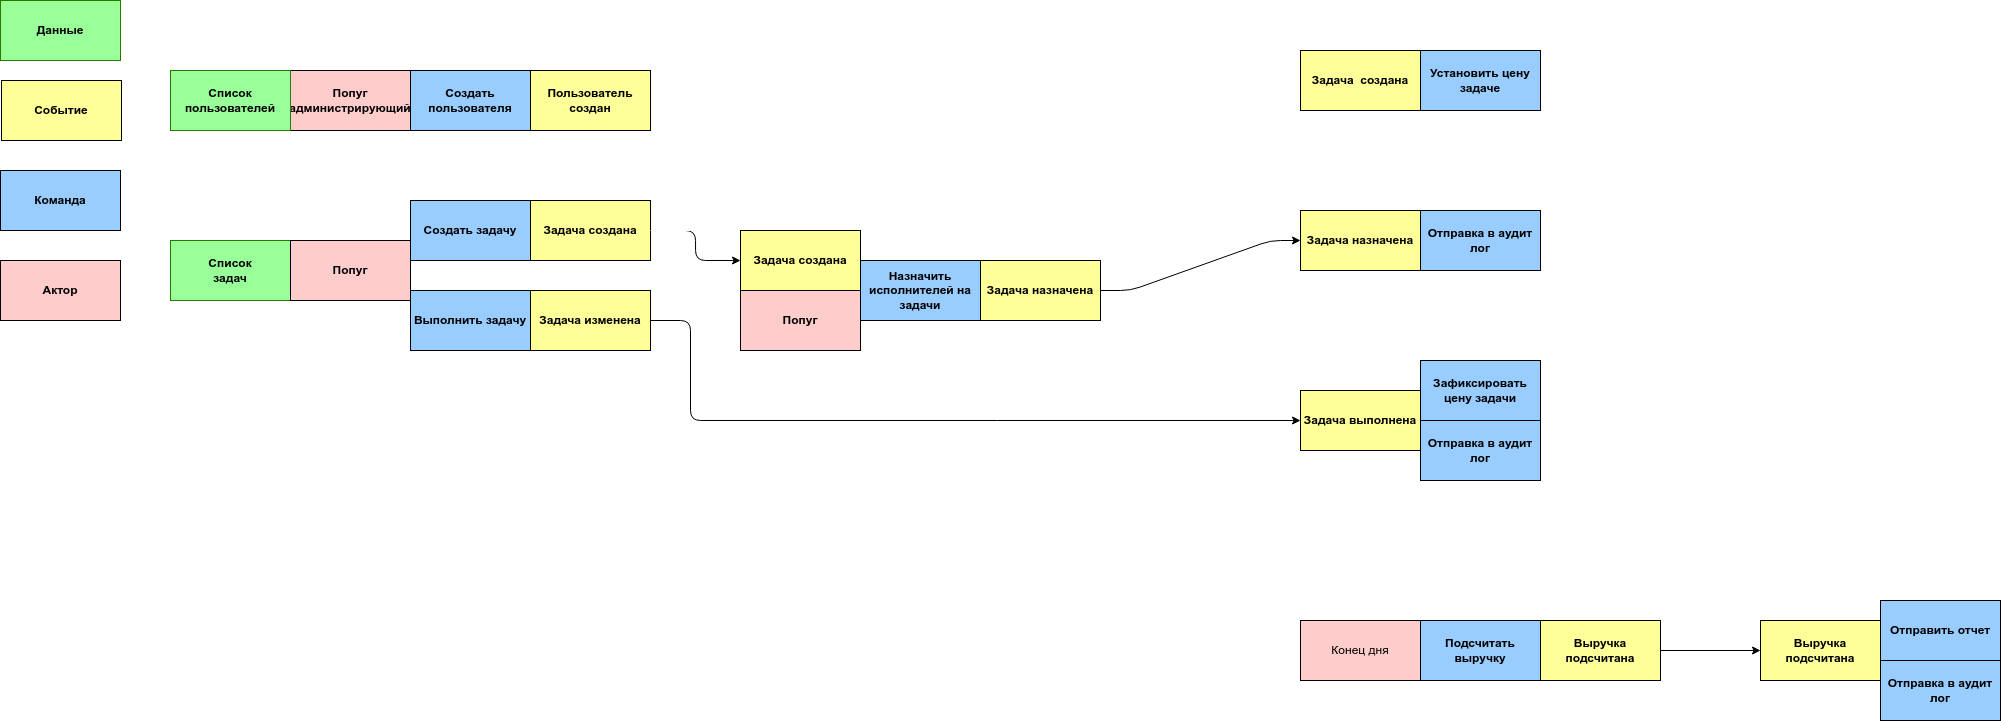 Данные
Событие
Команда
Актор
Список
пользователей
Попуг
администрирующий
Создать
пользователя
Пользователь
создан
Задача  создана
Установить цену
задаче
Список
задач
Попуг
Создать задачу
Задача создана
Выполнить задачу
Задача изменена
Задача создана
Попуг
Назначить
исполнителей на
задачи
Задача назначена
Задача назначена
Отправка в аудит
лог
Задача выполнена
Зафиксировать
цену задачи
Отправка в аудит
лог
Конец дня
Подсчитать
выручку
Выручка
подсчитана
Выручка
подсчитана
Отправить отчет
Отправка в аудит
лог